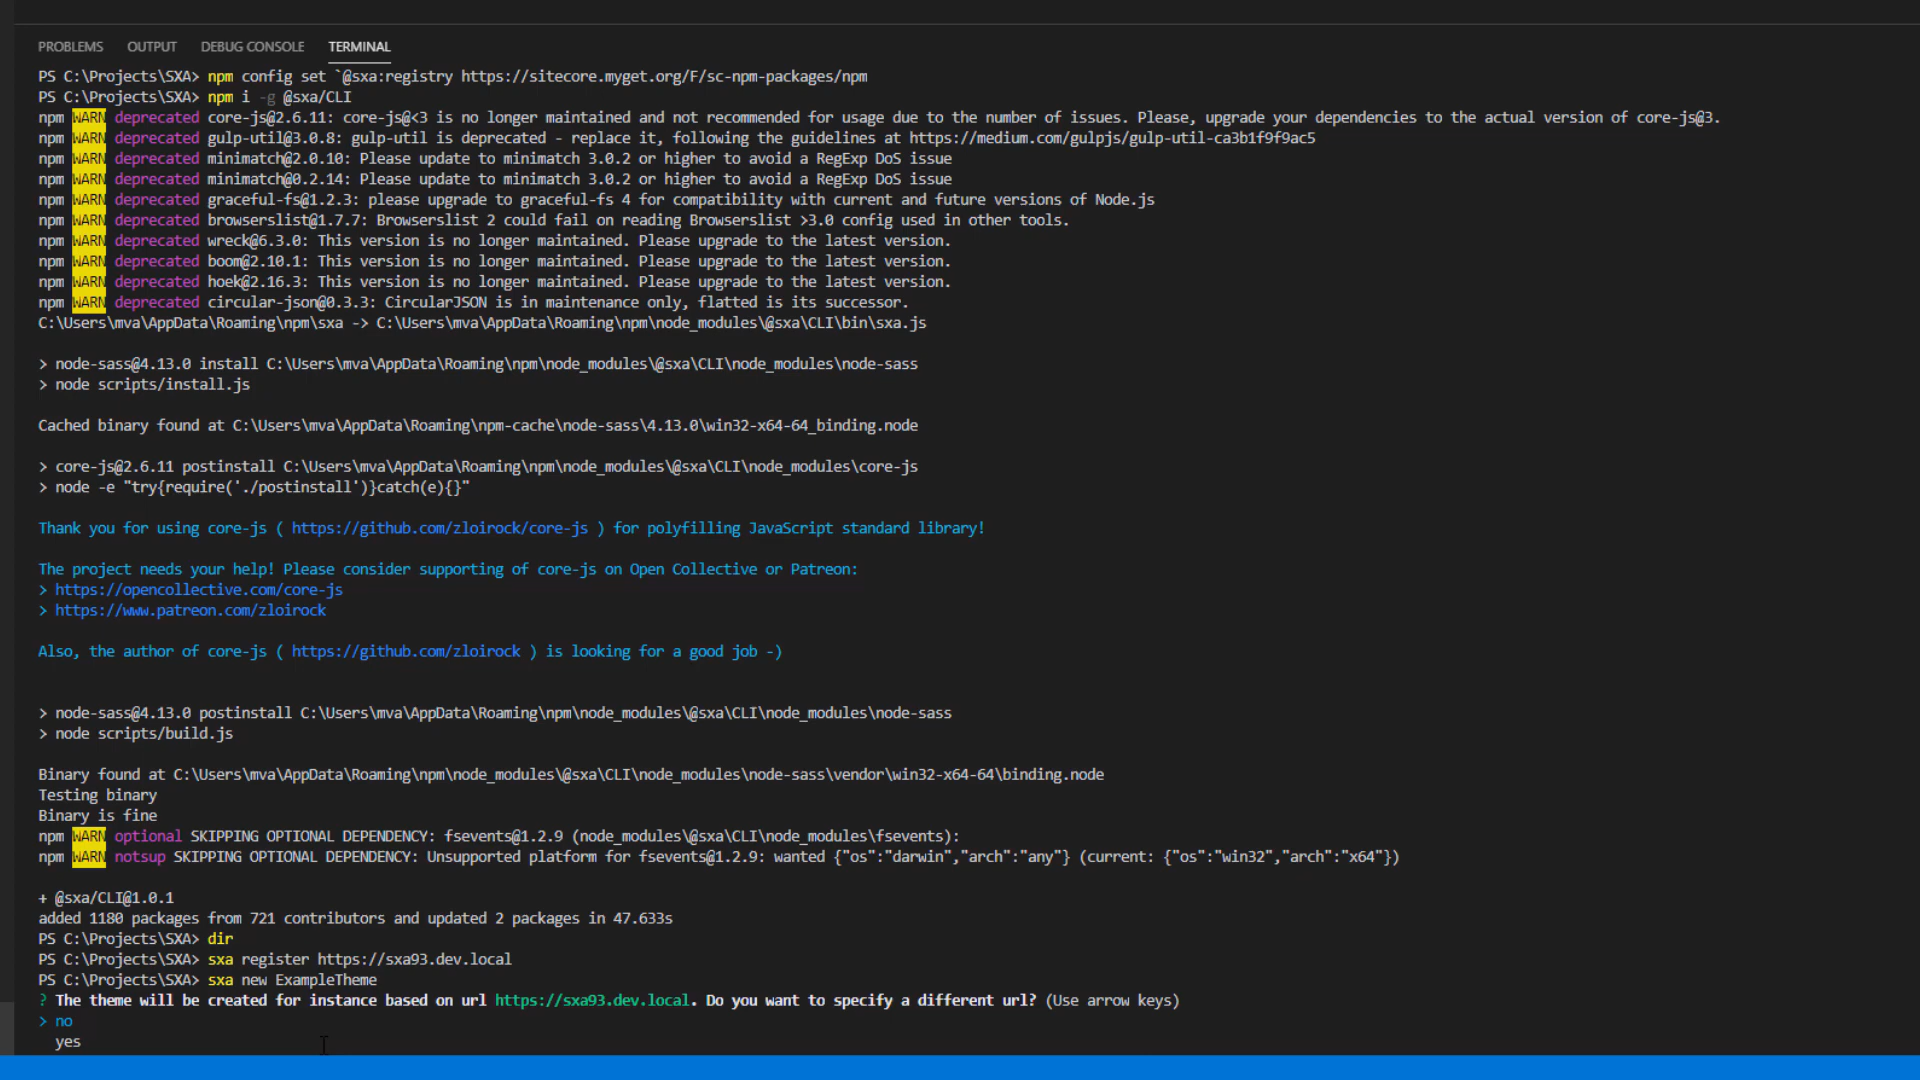 PROBLEMS OUTPUT DEBUG CONSOLE TERMINAL
PS C:\Projects\SXA> npm config set `@sxa:registry https://sitecore.myget.org/F/sc-npm-packages/npm
PS C:\Projects\SXA> npm i -g @sxa/CLI
npm WARN deprecated core-js@2.6.11: core-js@<3 is no longer maintained and not recommended for usage due to the number of issues. Please, upgrade your dependencies to the actual version of core-js@3.
npm WARN deprecated gulp-util@3.0.8: gulp-util is deprecated - replace it, following the guidelines at https://medium.com/gulpjs/gulp-util-ca3b1f9f9ac5
npm WARN deprecated minimatch@2.0.10: Please update to minimatch 3.0.2 or higher to avoid a RegExp DoS issue
npm WARN deprecated minimatch@0.2.14: Please update to minimatch 3.0.2 or higher to avoid a RegExp DoS issue
npm WARN deprecated graceful-fs@1.2.3: please upgrade to graceful-fs 4 for compatibility with current and future versions of Node.js
npm WARN deprecated browserslist@1.7.7: Browserslist 2 could fail on reading Browserslist >3.0 config used in other tools.
npm WARN deprecated wreck@6.3.0: This version is no longer maintained. Please upgrade to the latest version.
npm WARN deprecated boom@2.10.1: This version is no longer maintained. Please upgrade to the latest version.
npm WARN deprecated hoek@2.16.3: This version is no longer maintained. Please upgrade to the latest version.
npm WARN deprecated circular-json@0.3.3: CircularJSON is in maintenance only, flatted is its successor.
C:\Users\mva\AppData\Roaming\npm\sxa -> C:\Users\mva\AppData\Roaming\npm\node_modules\@sxa\CLI\bin\sxa.js
> node-sass@4.13.0 install C:\Users\mva\AppData\Roaming\npm\node_modules\@sxa\CLI\node_modules\node-sass
> node scripts/install.js
Cached binary found at C:\Users\mva\AppData\Roaming\npm-cache\node-sass\4.13.0\win32-x64-64_binding.node
> core-js@2.6.11 postinstall C:\Users\mva\AppData\Roaming\npm\node_modules\@sxa\CLI\node_modules\core-js
> node -e "try{require('./postinstall')}catch(e){}"
Thank you for using core-js ( https://github.com/zloirock/core-js ) for polyfilling JavaScript standard library!
The project needs your help! Please consider supporting of core-js on Open Collective or Patreon:
> https://opencollective.com/core-js
> https://www.patreon.com/zloirock
Also, the author of core-js ( https://github.com/zloirock ) is looking for a good job -)
> node-sass@4.13.0 postinstall C:\Users\mva\AppData\Roaming\npm\node_modules\@sxa\CLI\node_modules\node-sass
> node scripts/build.js
Binary found at C:\Users\mva\AppData\Roaming\npm\node_modules\@sxa\CLI\node_modules\node-sass\vendor\win32-x64-64\binding.node
Testing binary
Binary is fine
npm WARN optional SKIPPING OPTIONAL DEPENDENCY: fsevents@1.2.9 (node_modules\@sxa\CLI\node_modules\fsevents):
npm WARN notsup SKIPPING OPTIONAL DEPENDENCY: Unsupported platform for fsevents@1.2.9: wanted {"os":"darwin","arch":"any"} (current: {"os":"win32","arch":"x64"})
+ @sxa/CLI@1.0.1
added 1180 packages from 721 contributors and updated 2 packages in 47.633s
PS C:\Projects\SXA> dir
PS C:\Projects\SXA> sxa register https://sxa93.dev.local
PS C:\Projects\SXA> sxa new ExampleTheme
? The theme will be created for instance based on url https://sxa93.dev.local. Do you want to specify a different url? (Use arrow keys)
> no
yes